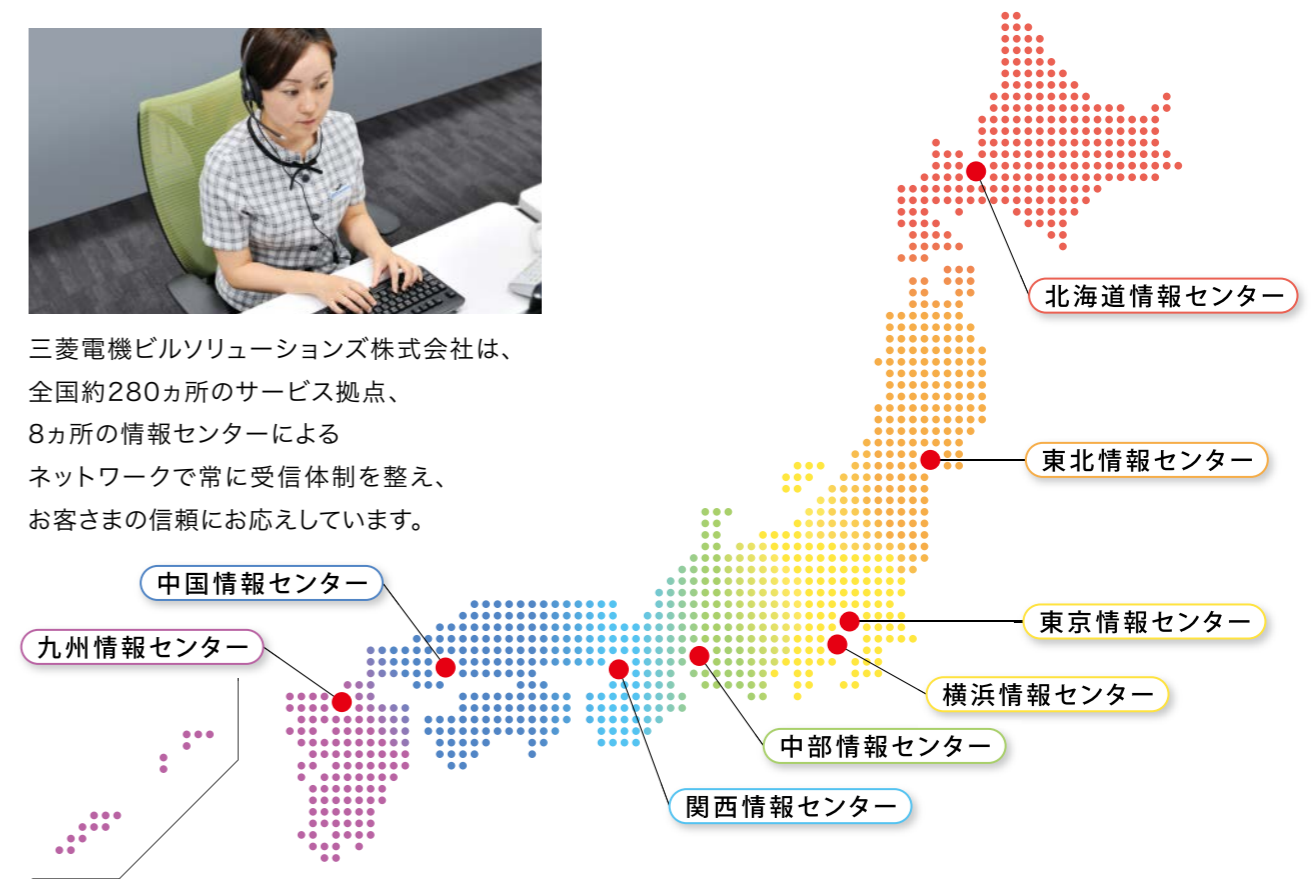 三菱電機ビルソリューションズ株式会社は、
全国約280ヵ所のサービス拠点、
8ヵ所の情報センターによる
ネットワークで常に受信体制を整え、
お客さまの信頼にお応えしています。
北海道情報センター
東北情報センター
東京情報センター
横浜情報センター
中部情報センター
関西情報センター
中国情報センター
九州情報センター